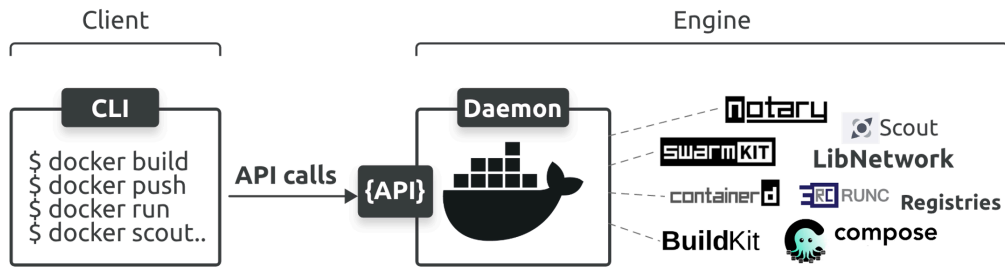 Client
Engine
CLI
$ docker build
$ docker push
$ docker run
$ docker scout..
API calls
{API}
Daemon
notary
Scout
swarmKIT
LibNetwork
containerd
RC RUNC
Registries
BuildKit
compose